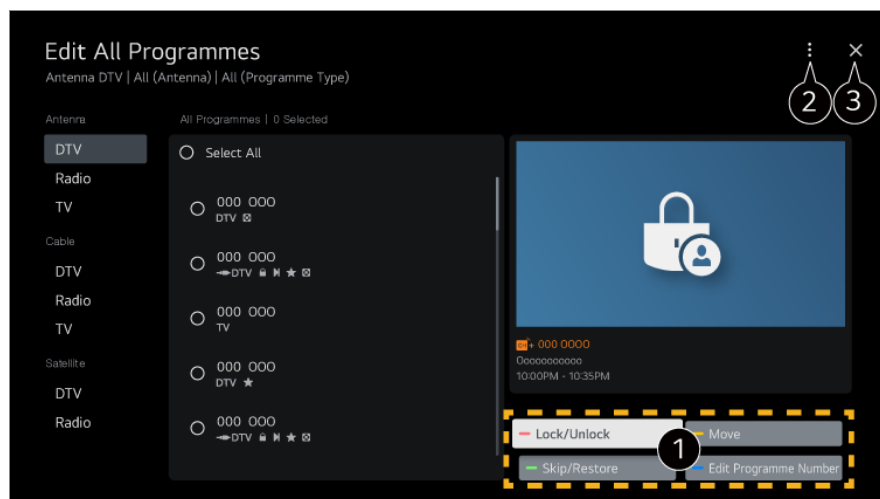 Edit All Programmes
Antenna DTV | All (Antenna) | All (Programme Type)
2
3
Antenna
All Programmes | 0 Selected
DTV
Radio
TV
Cable
DTV
Radio
TV
Satellite
DTV
Radio
Select All
000 000
DTV
000 000
DTV
000 000
TV
000 000
DTV
000 000
DTV
000 0000
Ooooooooooo
10:00PM - 10:35PM
Lock/Unlock
Move
1
Skip/Restore
Edit Programme Number